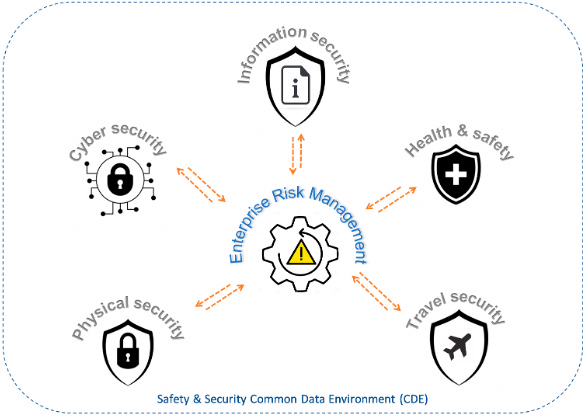 Information security
Cyber security
Health & safety
Enterprise Risk Management
Physical security
Travel security
Safety & Security Common Data Environment (CDE)